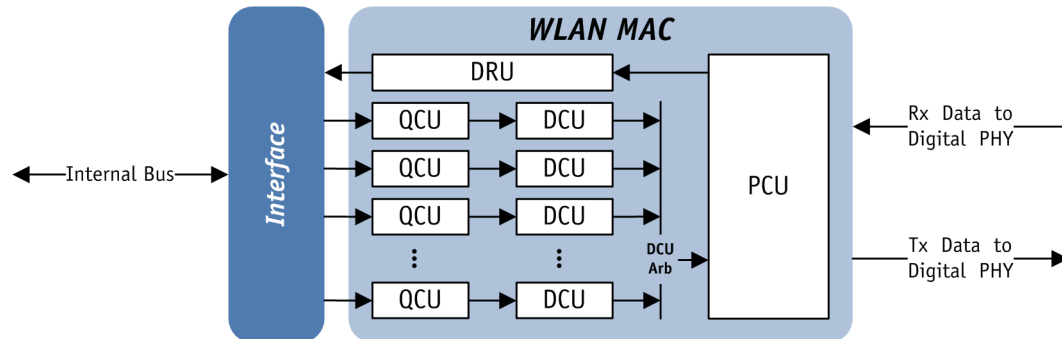 WLAN MAC
DRU
QCU DCU
QCU DCU
QCU DCU
QCU DCU
DCU
Arb
PCU
Interface
Internal Bus
Rx Data to
Digital PHY
Tx Data to
Digital PHY